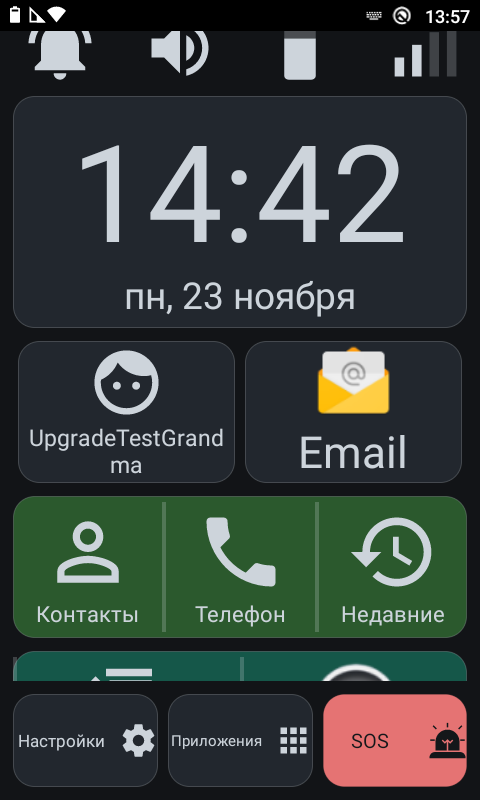 13:57
14:42
пн, 23 ноября
UpgradeTestGrand
ma
@
Email
Контакты
Телефон
Недавние
Настройки
Приложения
SOS